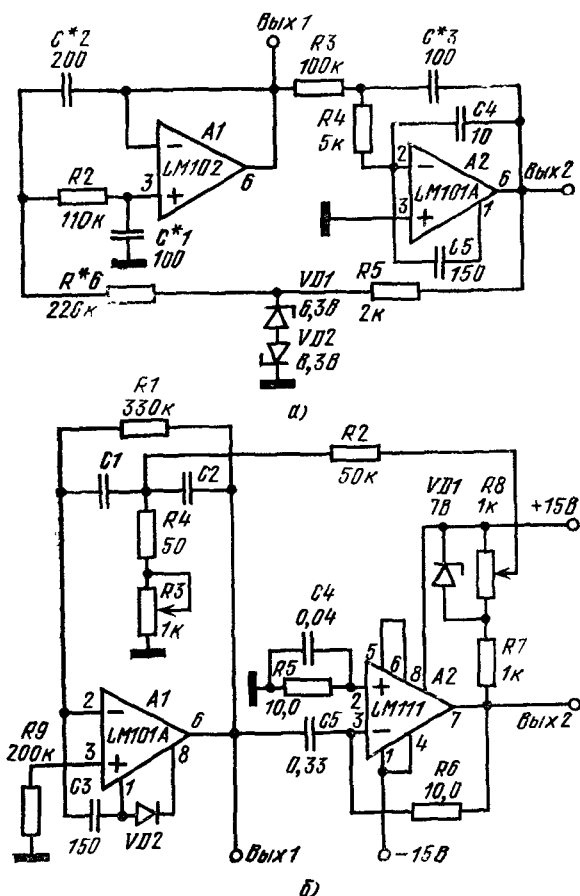 Вых 1
C*2
200
R3
100к
C*3
100
R4
5к
C4
10
A1
LM102
3
6
A2
2
LM101A
6
Вых 2
3
1
R2
110к
C*1
100
C5
150
R*6
220к
VD1
6,3В
VD2
6,3В
R5
2к
а)
R1
330к
R2
50к
C1
C2
VD1
7В
R8
1к
+15В
R4
50
R3
1к
C4
0,04
R5
10,0
5
6
8
A2
R7
1к
2
LM111
3
7
Вых 2
A1
2
LM101A
6
3
8
1
R9
200к
C5
0,33
1
4
R6
10,0
C3
150
VD2
Вых 1
-15В
б)